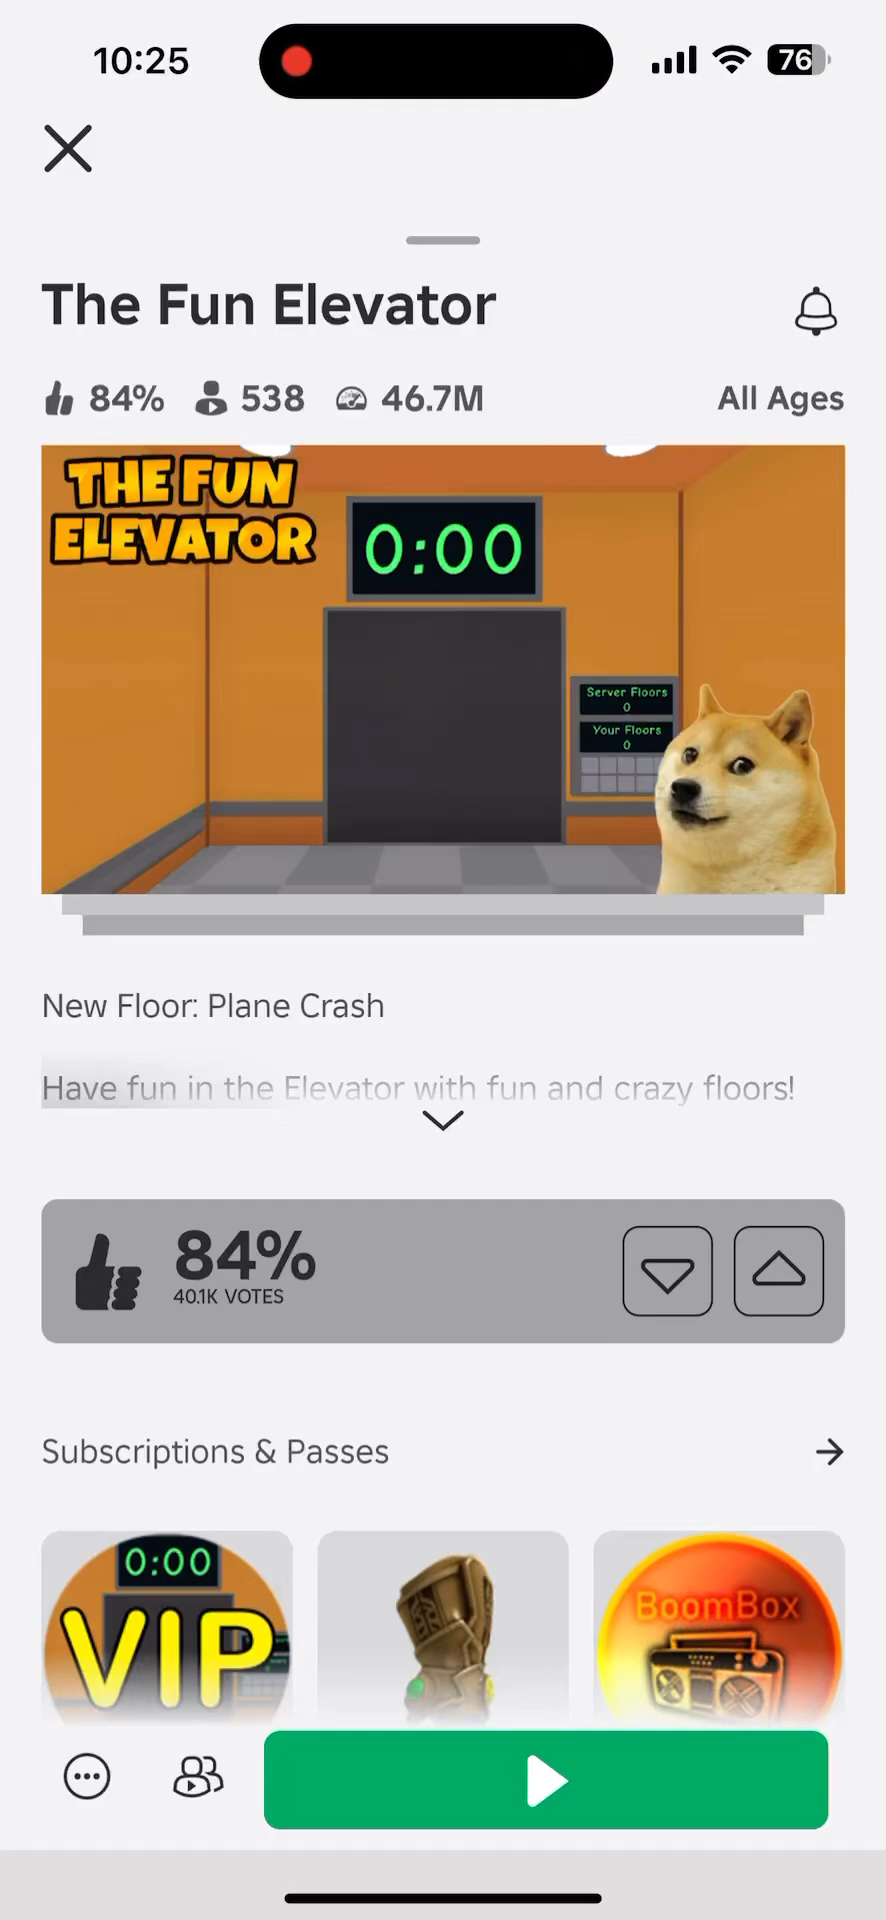 10:25
76
The Fun Elevator
84% 538 46.7M All Ages
THE FUN
ELEVATOR
0:00
Server Floors
0
Your Floors
0
New Floor: Plane Crash
Have fun in the Elevator with fun and crazy floors!
84%
40.1K VOTES
Subscriptions & Passes
0:00
VIP
BoomBox